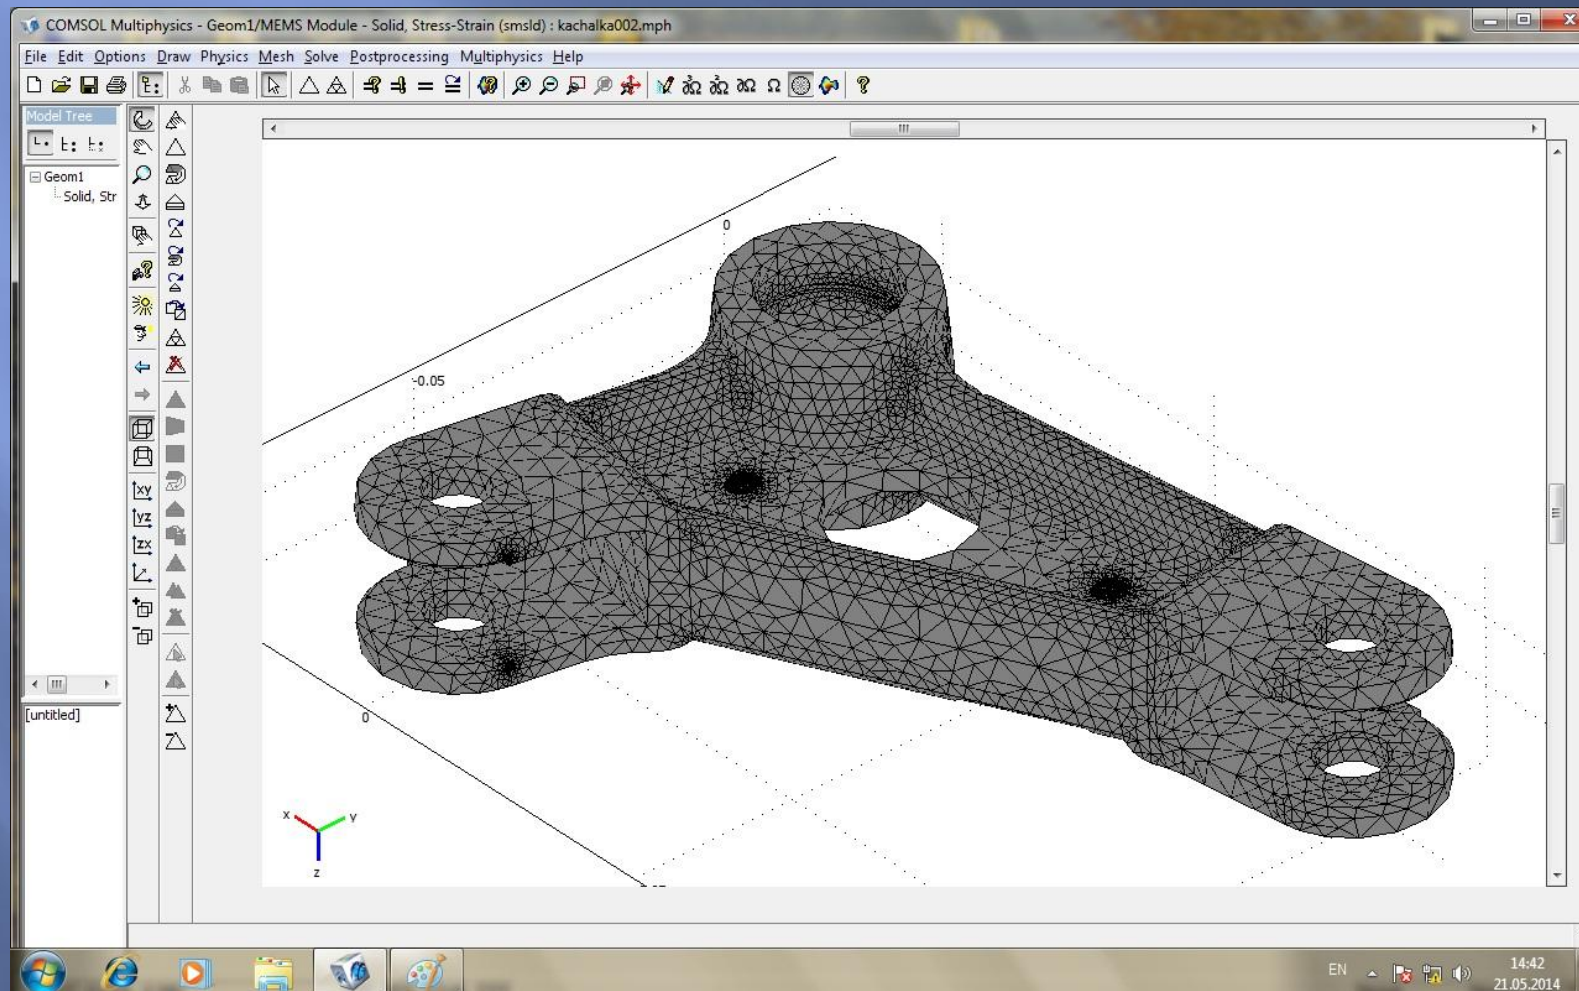 COMSOL Multiphysics - Geom1/MEMS Module - Solid, Stress-Strain (smsld) : kachalka002.mph
File Edit Options Draw Physics Mesh Solve Postprocessing Multiphysics Help
Model Tree
Geom1
Solid, Str
[untitled]
0
-0.05
0
x y
z
EN
14:42
21.05.2014